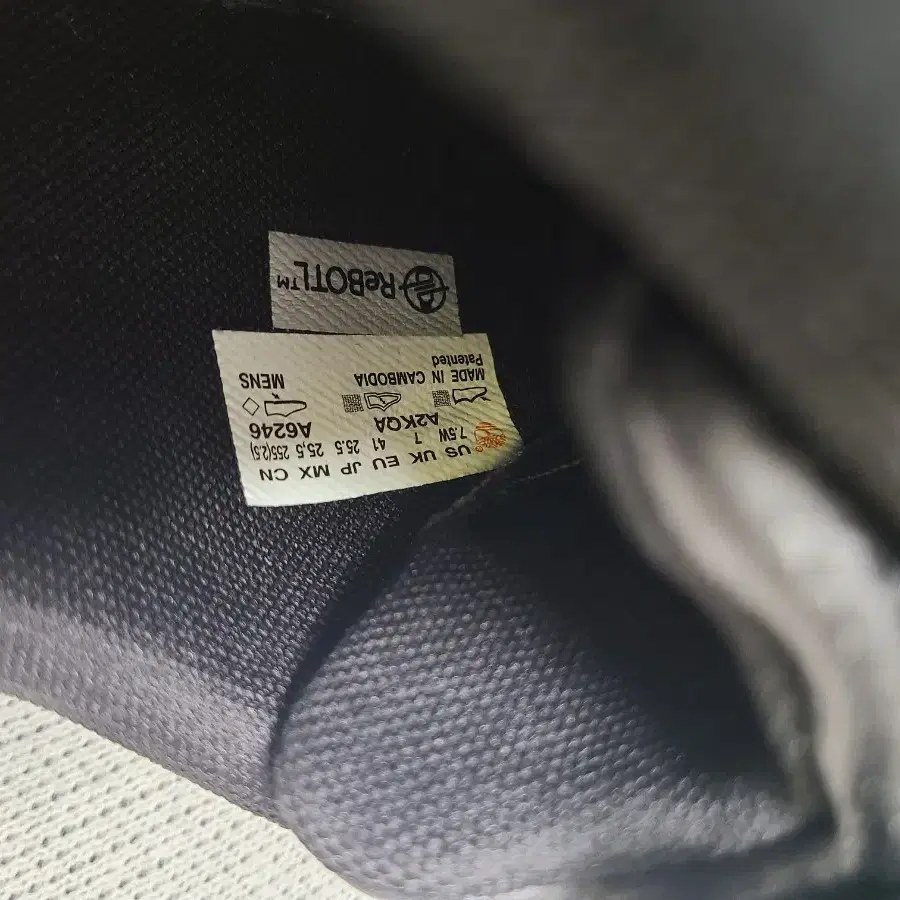 US UK EU JP MX CN
7.5W 7 41 25.5 25,5 255(2.5)
A2KQA A6246
MADE IN CAMBODIA MENS
Patented
ReBOTL™